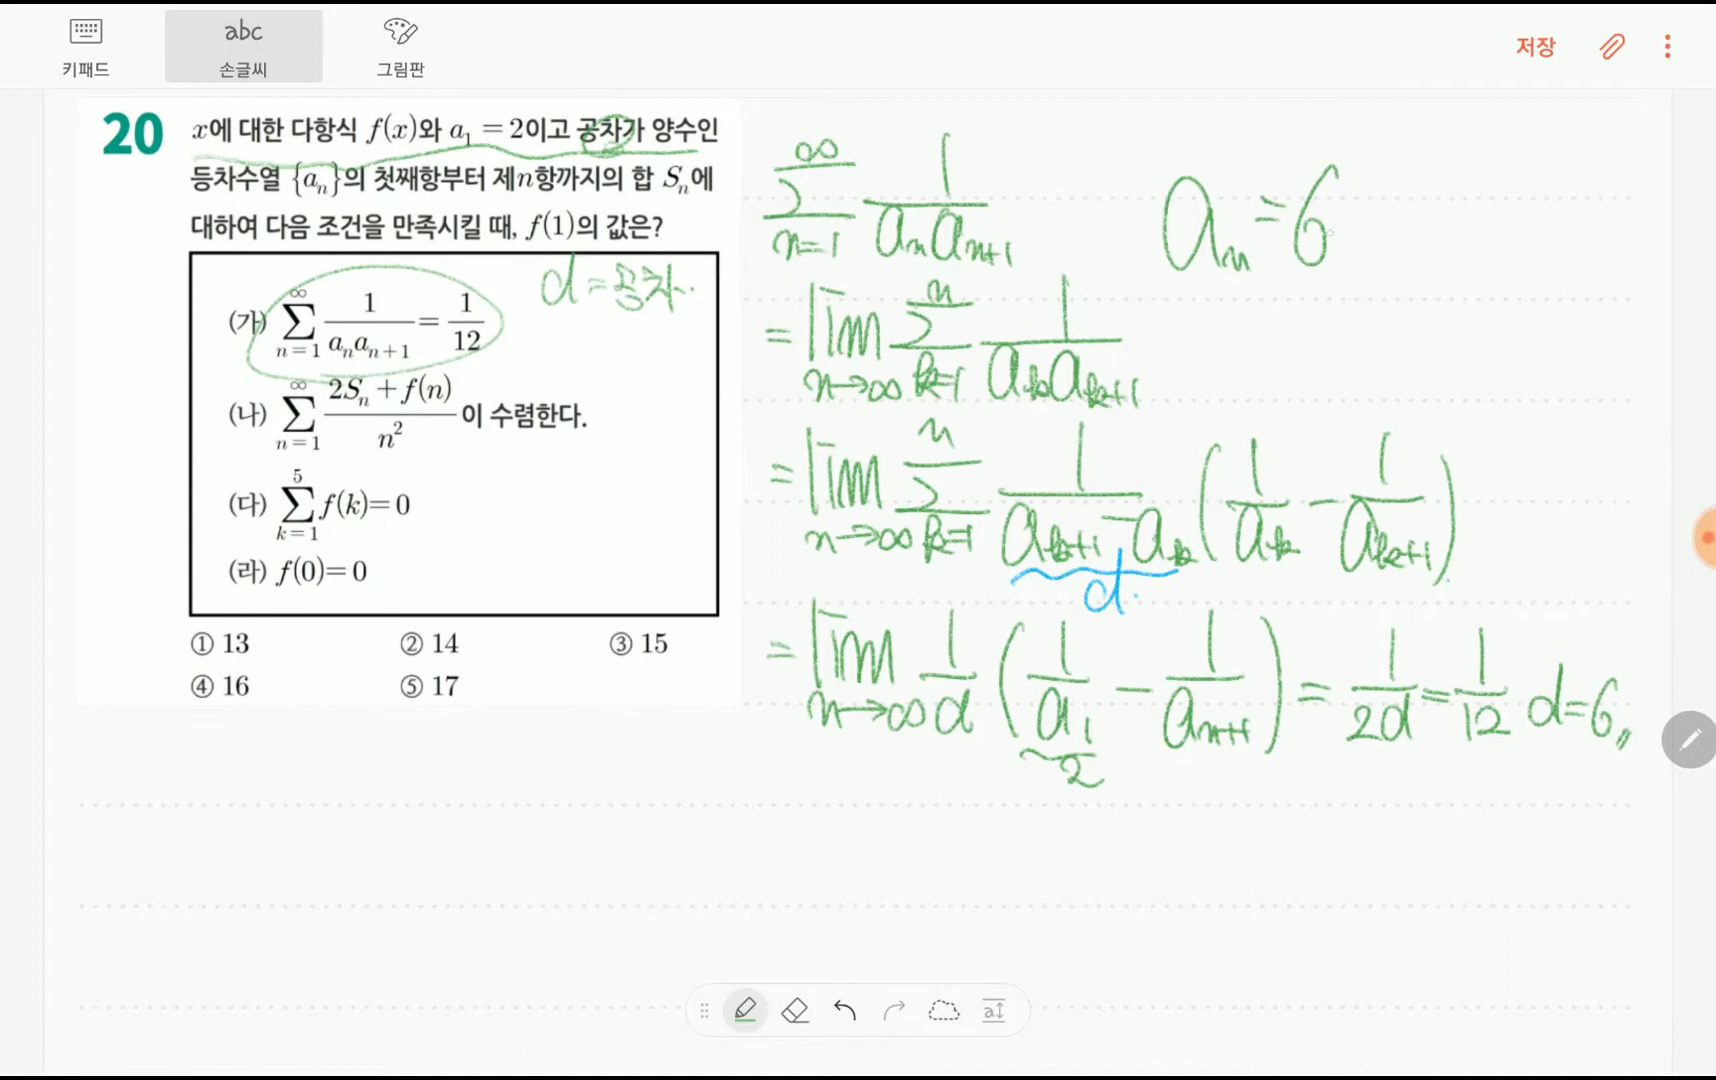 키패드
abc
손글씨
그림판
저장
20 x에 대한 다항식 f(x)와 a₁ = 2이고 공차가 양수인
등차수열 {aₙ}의 첫째항부터 제n항까지의 합 Sₙ에
대하여 다음 조건을 만족시킬 때, f(1)의 값은?
d = 공차.
(가) ∑_{n=1}^{∞} 1/(aₙaₙ₊₁) = 1/12
(나) ∑_{n=1}^{∞} (2Sₙ + f(n))/n² 이 수렴한다.
(다) ∑_{k=1}^{5} f(k) = 0
(라) f(0) = 0
① 13 ② 14 ③ 15
④ 16 ⑤ 17
∑_{n=1}^{∞} 1/(aₙaₙ₊₁)
aₙ = 6
= lim_{n→∞} ∑_{k=1}^{n} 1/(aₖaₖ₊₁)
= lim_{n→∞} ∑_{k=1}^{n} 1/(aₖ₊₁ − aₖ) (1/aₖ − 1/aₖ₊₁)
d.
= lim_{n→∞} 1/d (1/a₁ − 1/aₙ₊₁) = 1/2d = 1/12 d = 6,,
2
a